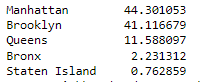 Manhattan 44.301053
Brooklyn 41.116679
Queens 11.588097
Bronx 2.231312
Staten Island 0.762859